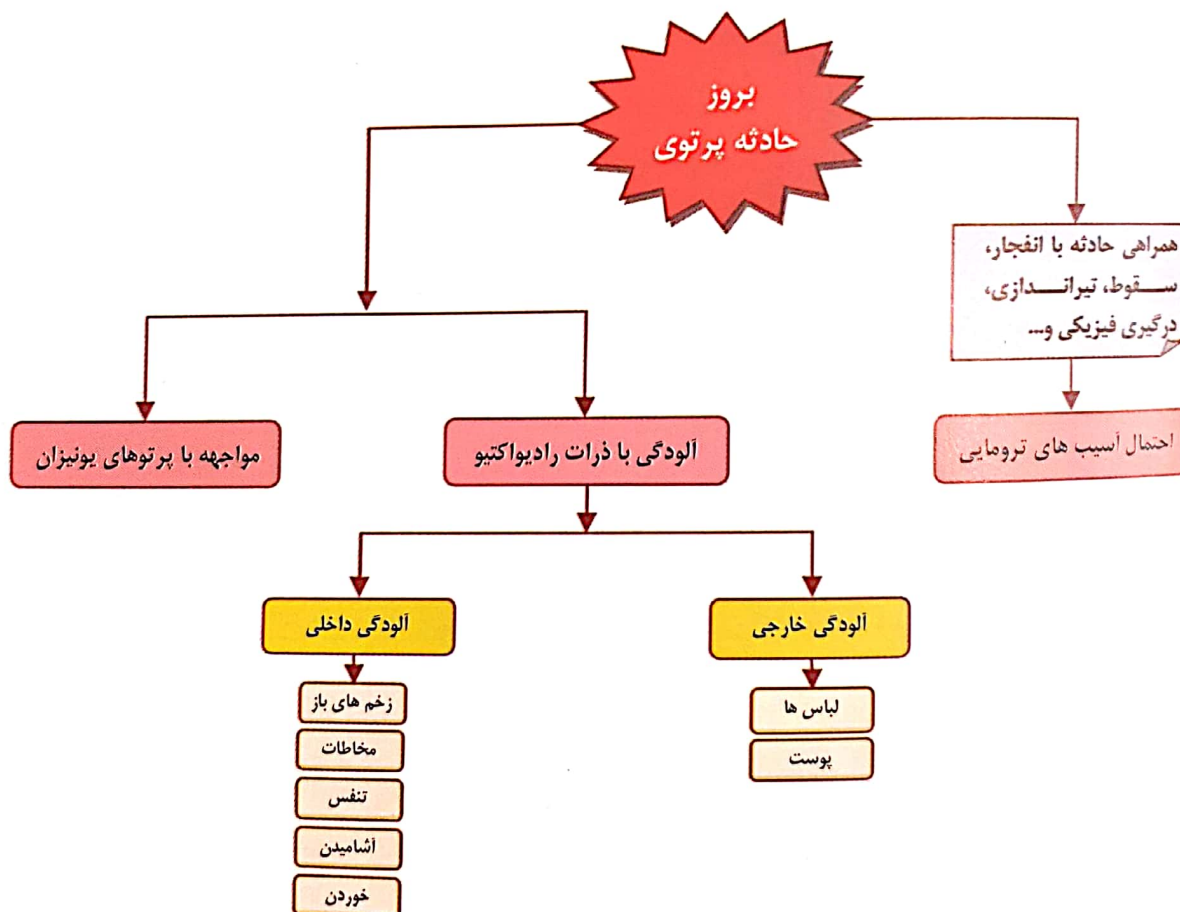 بروز
حادثه پرتوی
همراهی حادثه با انفجار،
سقوط، تیراندازی،
درگیری فیزیکی و...
احتمال آسیب های ترومایی
آلودگی با ذرات رادیواکتیو
مواجهه با پرتوهای یونیزان
آلودگی خارجی
آلودگی داخلی
لباس ها
پوست
زخم های باز
مخاطات
تنفس
آشامیدن
خوردن